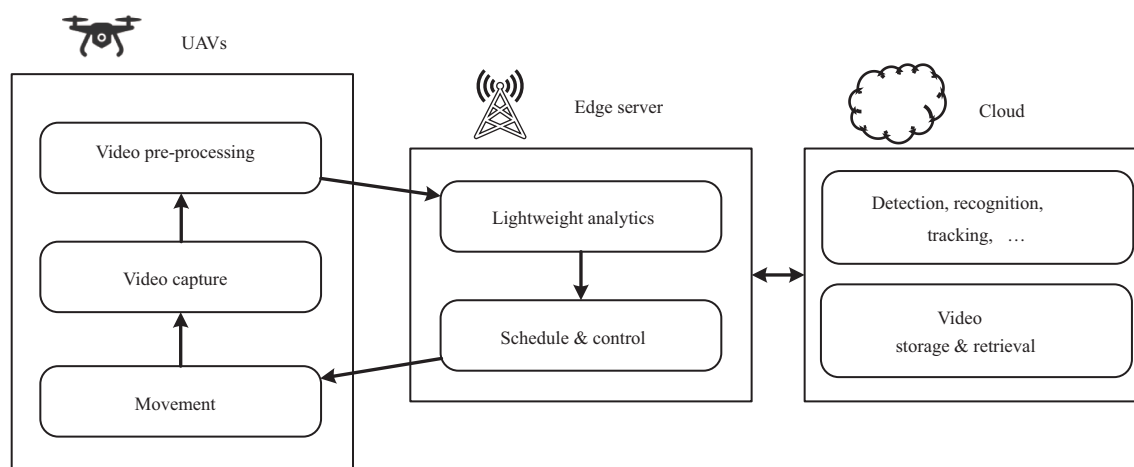 UAVs
Video pre-processing
Video capture
Movement
Edge server
Lightweight analytics
Schedule & control
Cloud
Detection, recognition,
tracking, …
Video
storage & retrieval